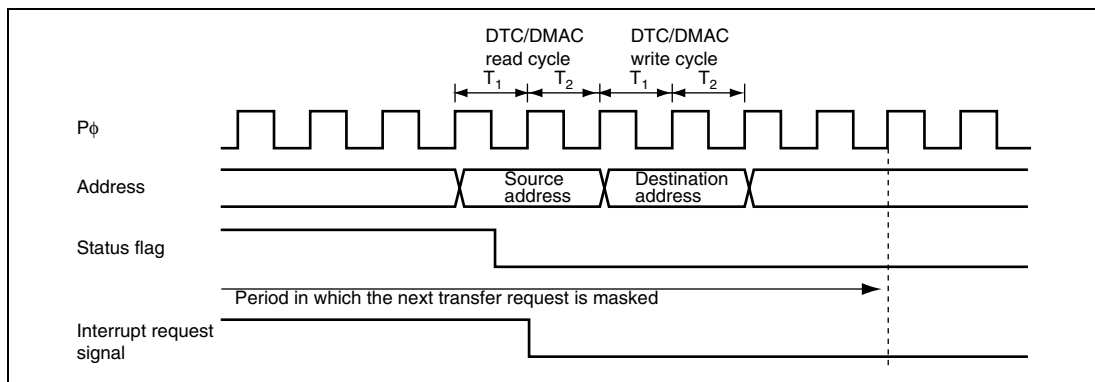 DTC/DMAC DTC/DMAC
read cycle write cycle
T1 T2 T1 T2
Pφ
Address
Source
address
Destination
address
Status flag
Period in which the next transfer request is masked
Interrupt request
signal